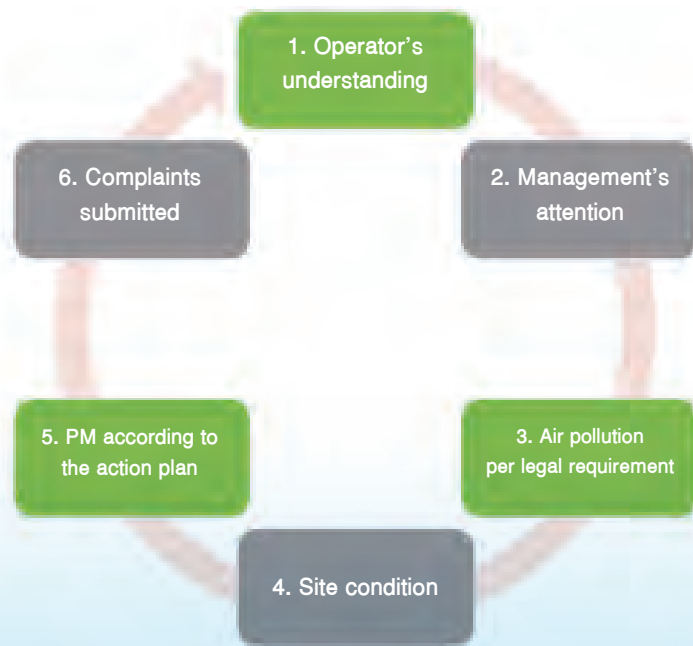 1. Operator's
understanding
2. Management's
attention
3. Air pollution
per legal requirement
4. Site condition
5. PM according to
the action plan
6. Complaints
submitted